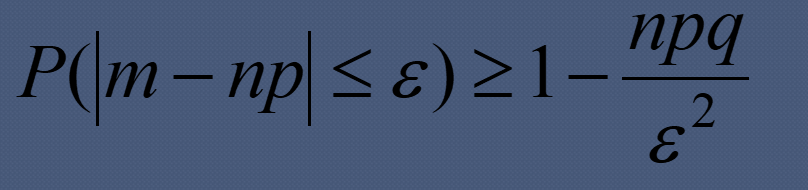 P(|m − np| ≤ ε) ≥ 1 − npq/ε²